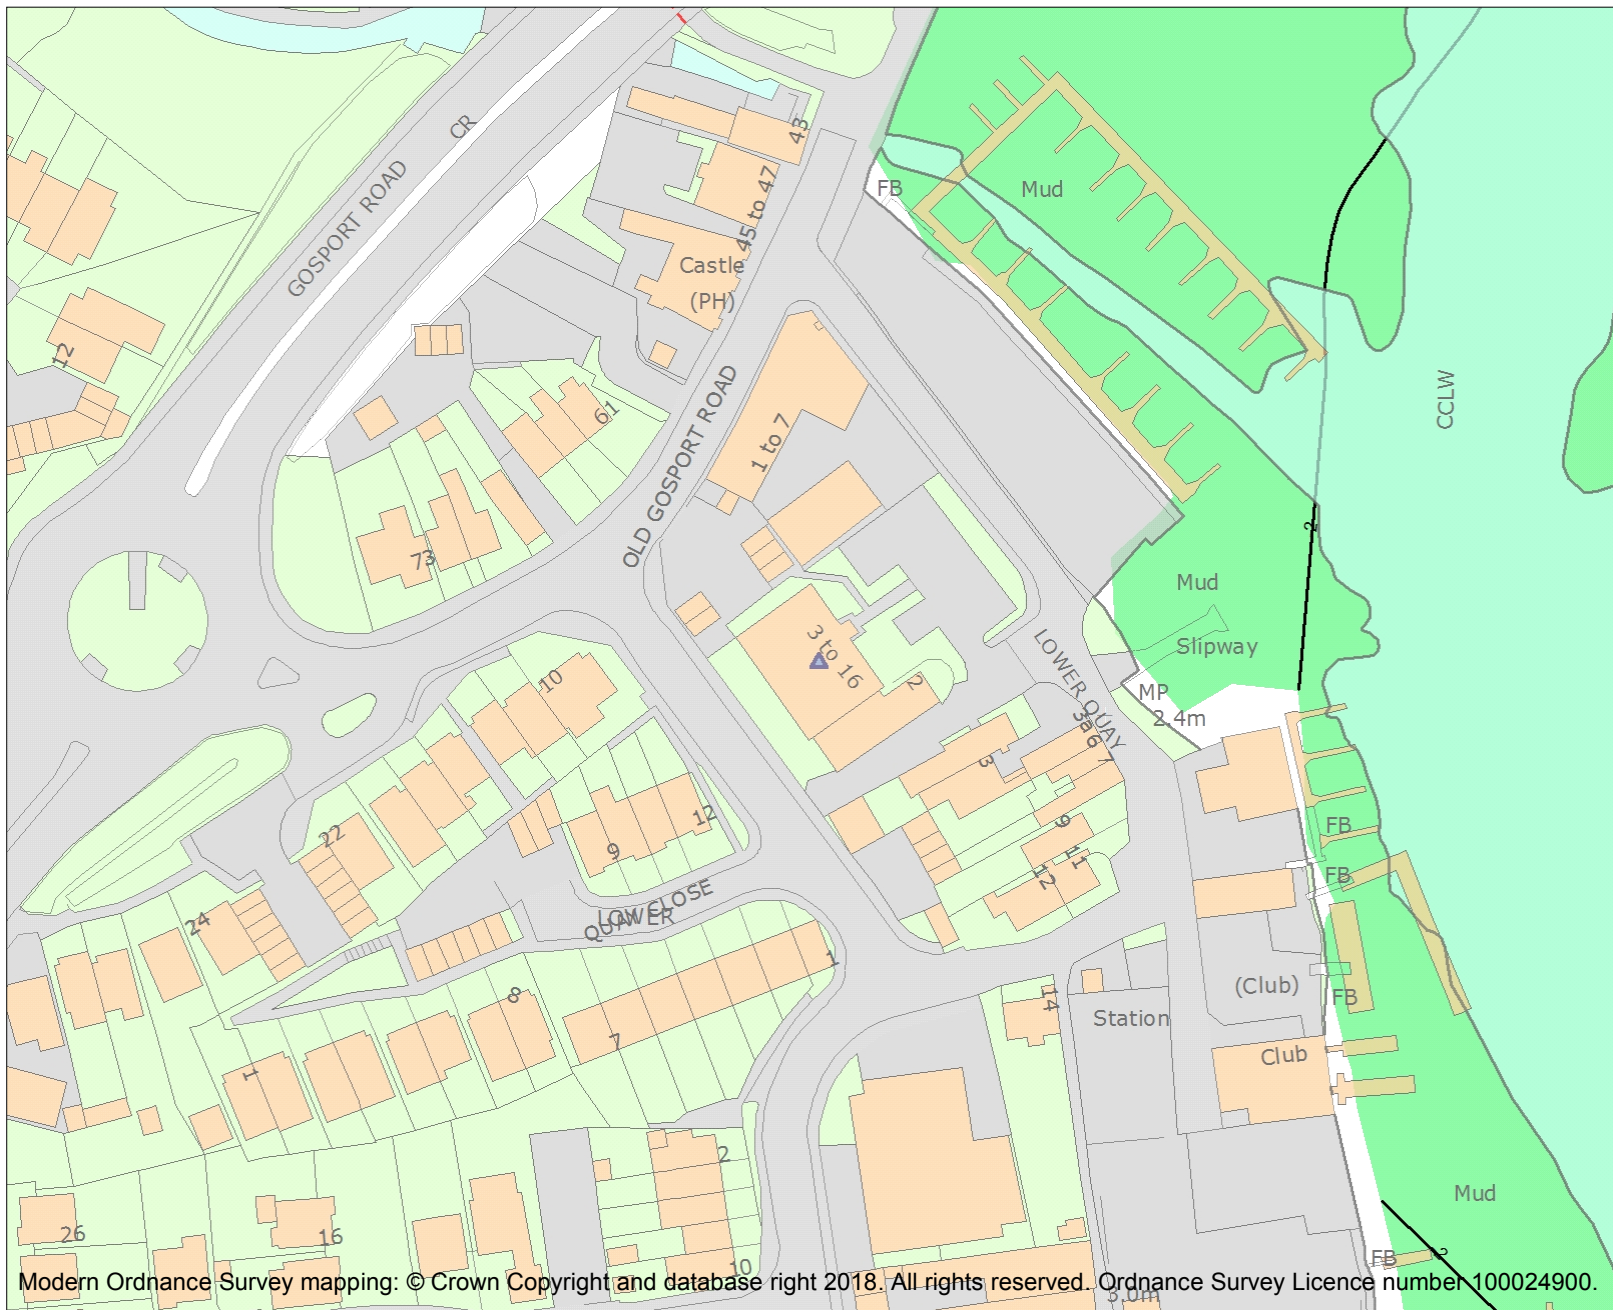 CR
GOSPORT ROAD
43
45 to 47
FB
Mud
Castle
(PH)
12
CCLW
61
1 to 7
OLD GOSPORT ROAD
73
2
Mud
3 to 16
Slipway
LOWER QUAY
10
2
MP
2.4m
3a
6
7
3
22
12
9
9
11
12
FB
FB
LOWER
QUAY CLOSE
24
1
(Club)
FB
8
14
Station
7
Club
1
Mud
2
26
16
10
FB
2
3.0m
Modern Ordnance Survey mapping: © Crown Copyright and database right 2018. All rights reserved. Ordnance Survey Licence number 100024900.